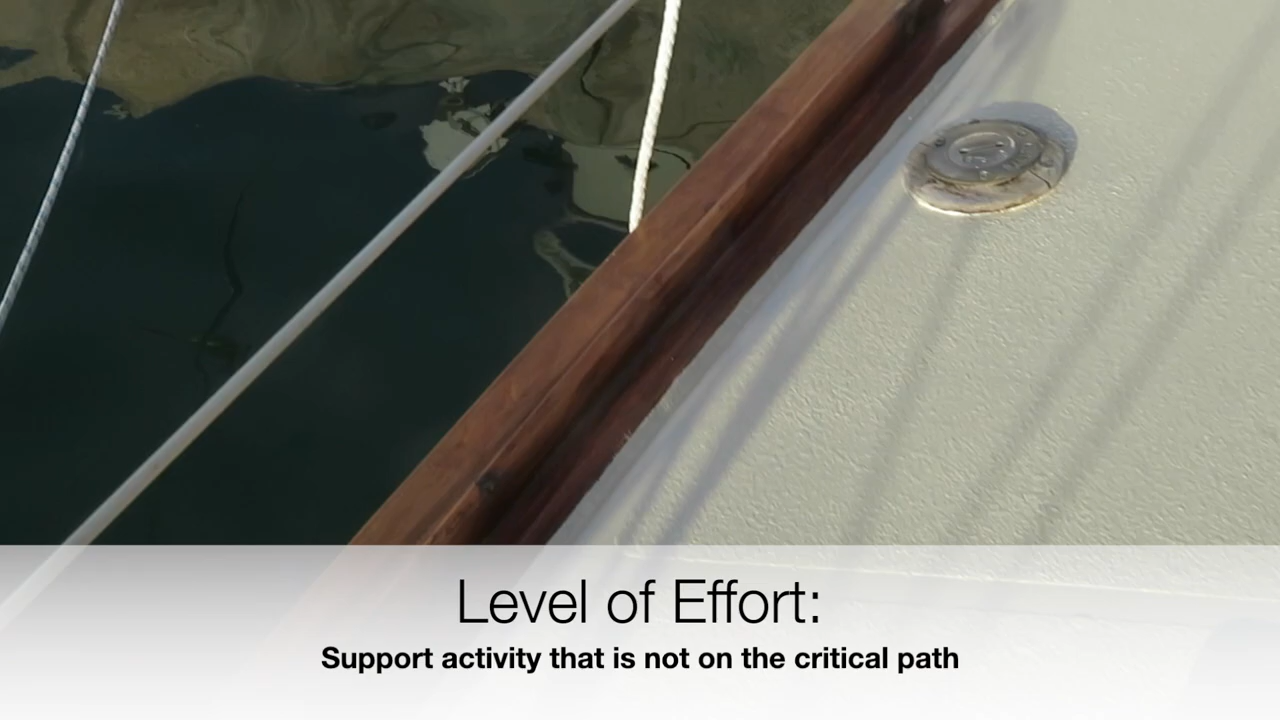 Level of Effort:
Support activity that is not on the critical path